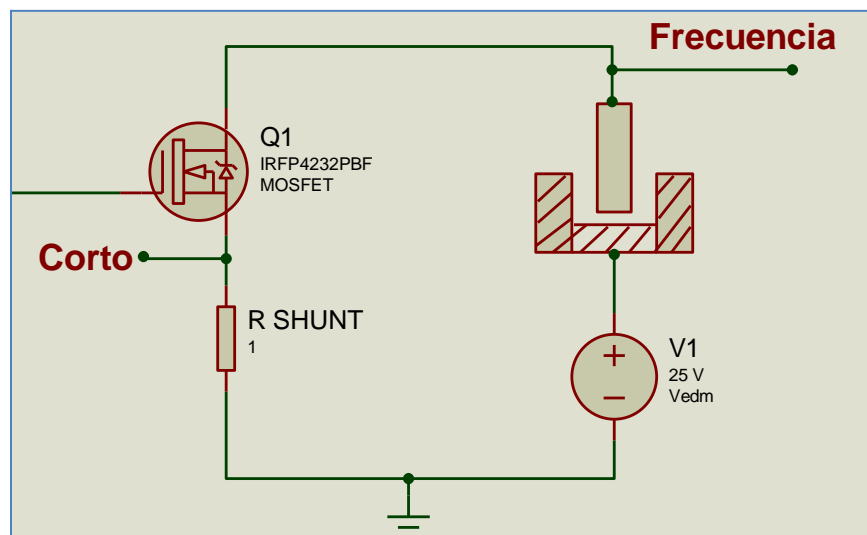 Frecuencia
Q1
IRFP4232PBF
MOSFET
Corto
R SHUNT
1
V1
25 V
Vedm